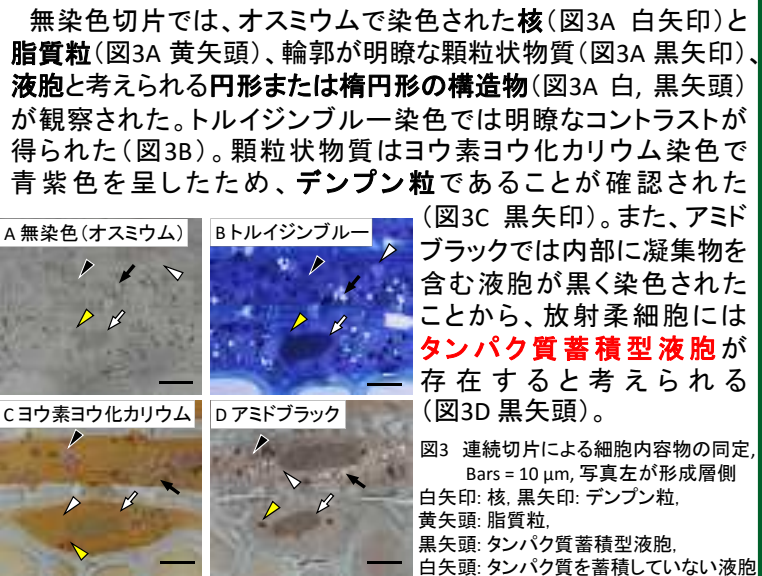 無染色切片では、オスミウムで染色された核(図3A 白矢印)と
脂質粒(図3A 黄矢頭)、輪郭が明瞭な顆粒状物質(図3A 黒矢印)、
液胞と考えられる円形または楕円形の構造物(図3A 白, 黒矢頭)
が観察された。トルイジンブルー染色では明瞭なコントラストが
得られた(図3B)。顆粒状物質はヨウ素ヨウ化カリウム染色で
青紫色を呈したため、デンプン粒であることが確認された
(図3C 黒矢印)。また、アミド
ブラックでは内部に凝集物を
含む液胞が黒く染色された
ことから、放射柔細胞には
タンパク質蓄積型液胞が
存在すると考えられる
(図3D 黒矢頭)。
A 無染色(オスミウム)
B トルイジンブルー
C ヨウ素ヨウ化カリウム
D アミドブラック
図3 連続切片による細胞内容物の同定,
Bars = 10 μm, 写真左が形成層側
白矢印: 核, 黒矢印: デンプン粒,
黄矢頭: 脂質粒,
黒矢頭: タンパク質蓄積型液胞,
白矢頭: タンパク質を蓄積していない液胞